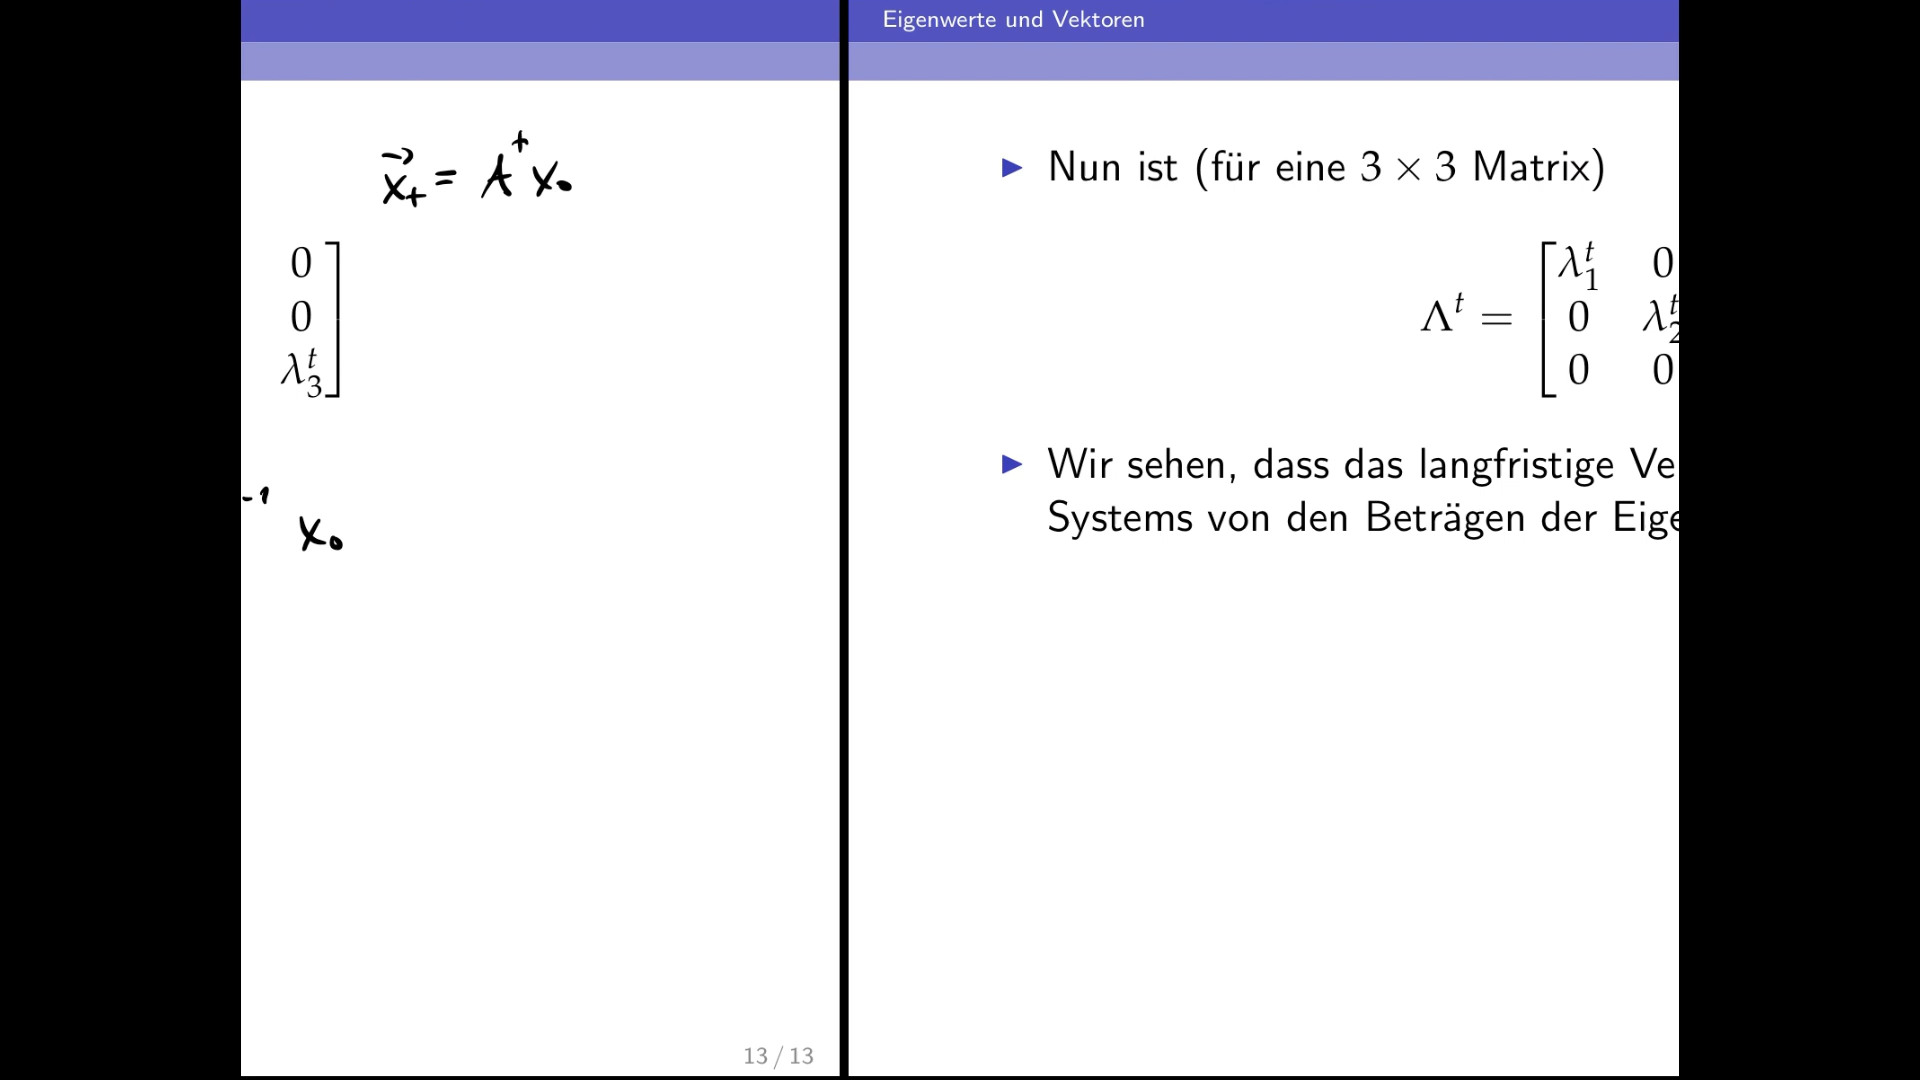 x⃗ₜ = Aᵗ x₀
0
0
λ₃ᵗ
-1 x₀
13 / 13
Eigenwerte und Vektoren
▶ Nun ist (für eine 3 × 3 Matrix)
λ₁ᵗ 0
Λᵗ = 0 λ₂ᵗ
0 0
▶ Wir sehen, dass das langfristige Ve
Systems von den Beträgen der Eige